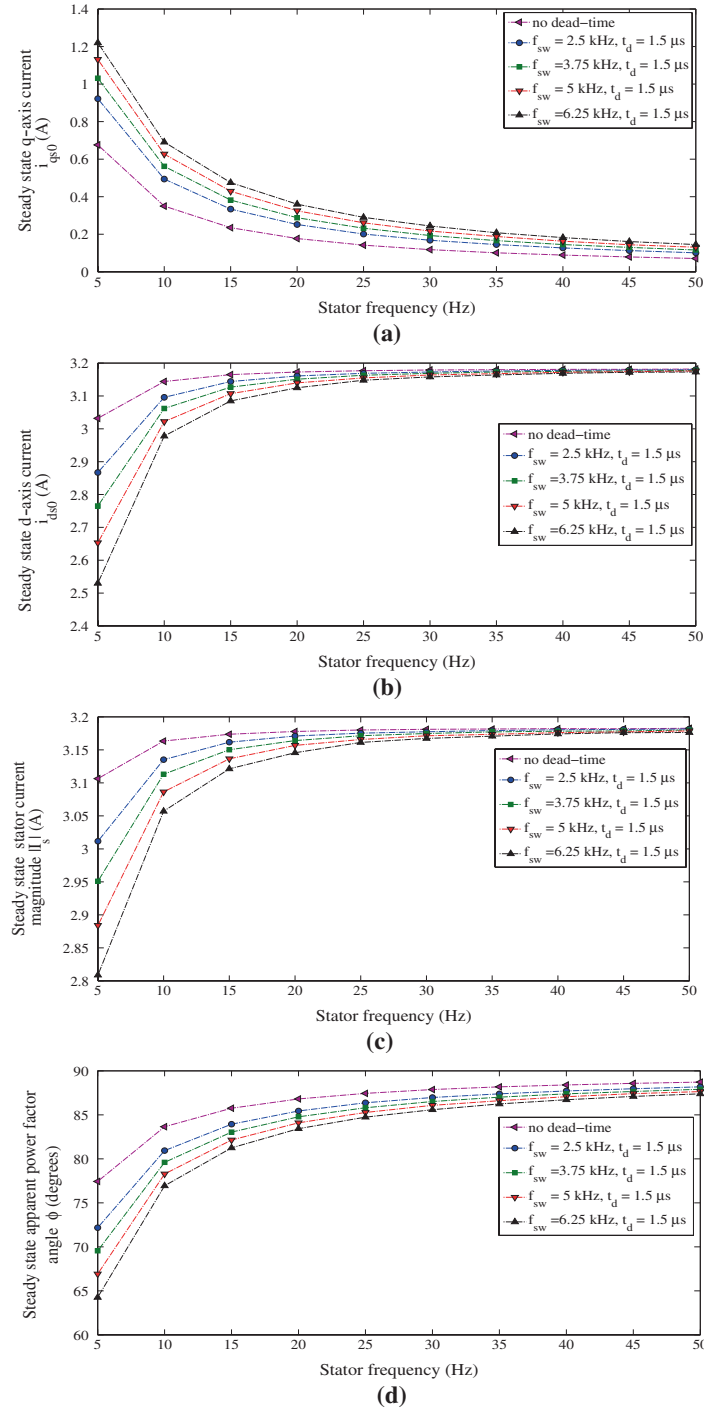 1.4
1.2
1
0.8
0.6
0.4
0.2
0
Steady state q-axis current
i_qs0 (A)
no dead−time
f_sw = 2.5 kHz, t_d = 1.5 μs
f_sw =3.75 kHz, t_d = 1.5 μs
f_sw = 5 kHz, t_d = 1.5 μs
f_sw =6.25 kHz, t_d = 1.5 μs
5 10 15 20 25 30 35 40 45 50
Stator frequency (Hz)
(a)
3.2
3.1
3
2.9
2.8
2.7
2.6
2.5
2.4
Steady state d-axis current
i_ds0 (A)
no dead−time
f_sw = 2.5 kHz, t_d = 1.5 μs
f_sw =3.75 kHz, t_d = 1.5 μs
f_sw = 5 kHz, t_d = 1.5 μs
f_sw =6.25 kHz, t_d = 1.5 μs
5 10 15 20 25 30 35 40 45 50
Stator frequency (Hz)
(b)
3.2
3.15
3.1
3.05
3
2.95
2.9
2.85
2.8
Steady state stator current
magnitude |I_s| (A)
no dead−time
f_sw = 2.5 kHz, t_d = 1.5 μs
f_sw =3.75 kHz, t_d = 1.5 μs
f_sw = 5 kHz, t_d = 1.5 μs
f_sw =6.25 kHz, t_d = 1.5 μs
5 10 15 20 25 30 35 40 45 50
Stator frequency (Hz)
(c)
90
85
80
75
70
65
60
Steady state apparent power factor
angle ϕ (degrees)
no dead−time
f_sw = 2.5 kHz, t_d = 1.5 μs
f_sw =3.75 kHz, t_d = 1.5 μs
f_sw = 5 kHz, t_d = 1.5 μs
f_sw =6.25 kHz, t_d = 1.5 μs
5 10 15 20 25 30 35 40 45 50
Stator frequency (Hz)
(d)